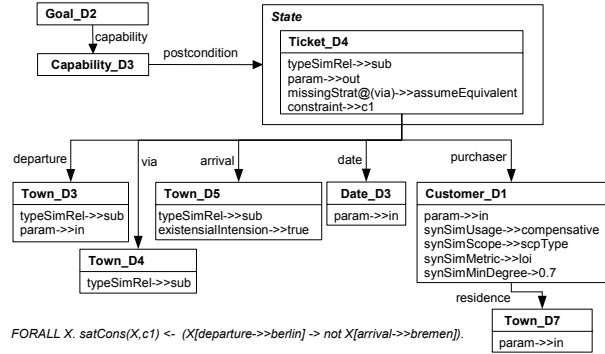 Goal_D2
capability
Capability_D3
postcondition
State
Ticket_D4
typeSimRel->>sub
param->>out
missingStrat@(via)->>assumeEquivalent
constraint->>c1
departure
via
arrival
date
purchaser
Town_D3
typeSimRel->>sub
param->>in
Town_D4
typeSimRel->>sub
Town_D5
typeSimRel->>sub
existensialIntension->>true
Date_D3
param->>in
Customer_D1
param->>in
synSimUsage->>compensative
synSimScope->>scpType
synSimMetric->>loi
synSimMinDegree->0.7
residence
Town_D7
param->>in
FORALL X. satCons(X,c1) <- (X[departure->>berlin] -> not X[arrival->>bremen]).